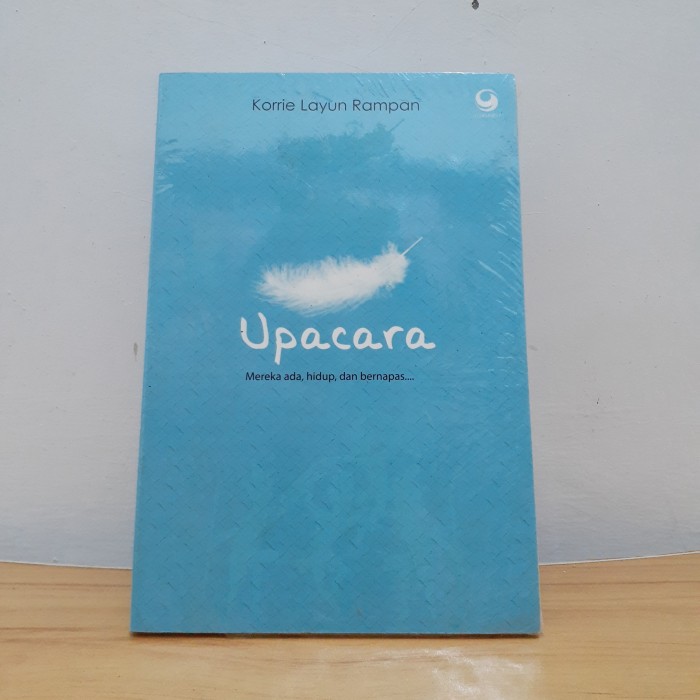 Korrie Layun Rampan
Upacara
Mereka ada, hidup, dan bernapas....